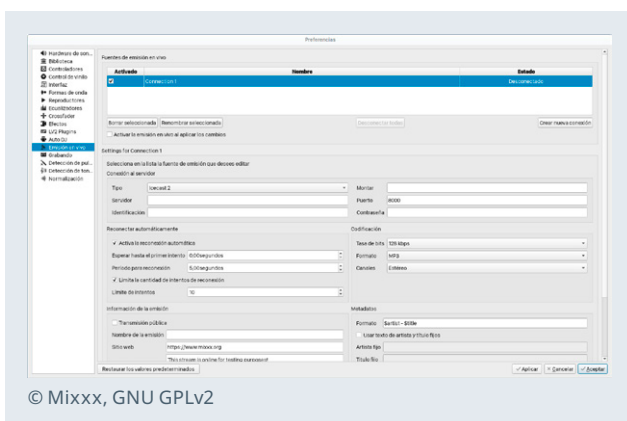 Preferencias
Hardware de son...
Biblioteca
Controladores
Control de vinilo
Interfaz
Formas de onda
Reproductores
Ecualizadores
Crossfader
Efectos
LV2 Plugins
Auto DJ
Emisión en vivo
Grabando
Detección de pul...
Detección de ton...
Normalización
Fuentes de emisión en vivo
Activado Nombre Estado
Connection 1 Desconectado
Borrar seleccionada Renombrar seleccionada Desconectar todas Crear nueva conexión
Activar la emisión en vivo al aplicar los cambios
Settings for Connection 1
Selecciona en la lista la fuente de emisión que deseas editar
Conexión al servidor
Tipo Icecast 2 Montar
Servidor Puerto 8000
Identificación Contraseña
Reconectar automáticamente Codificación
Activa la reconexión automática Tasa de bits 128 kbps
Esperar hasta el primer intento 0,00segundos Formato MP3
Período para reconexión 5,00segundos Canales Estéreo
Limita la cantidad de intentos de reconexión
Límite de intentos 10
Información de la emisión Metadatos
Transmisión pública Formato $artist - $title
Nombre de la emisión Usar texto de artista y título fijos
Sitio web https://www.mixxx.org Artista fijo
This stream is online for testing purposes! Título fijo
Restaurar los valores predeterminados Aplicar Cancelar Aceptar
© Mixxx, GNU GPLv2